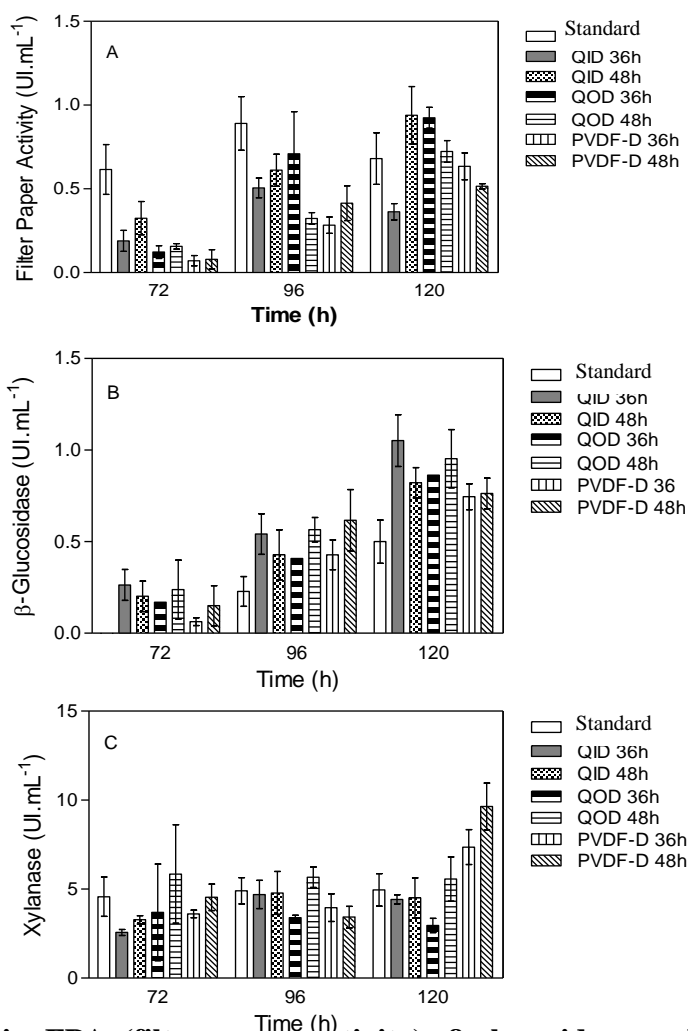 1.5
1.0
0.5
0.0
Filter Paper Activity (UI.mL-1)
A
72
96
120
Time (h)
Standard
QID 36h
QID 48h
QOD 36h
QOD 48h
PVDF-D 36h
PVDF-D 48h
1.5
1.0
0.5
0.0
β-Glucosidase (UI.mL-1)
B
72
96
120
Time (h)
Standard
QID 36h
QID 48h
QOD 36h
QOD 48h
PVDF-D 36
PVDF-D 48h
15
10
5
0
Xylanase (UI.mL-1)
C
72
96
120
Time (h)
Standard
QID 36h
QID 48h
QOD 36h
QOD 48h
PVDF-D 36h
PVDF-D 48h